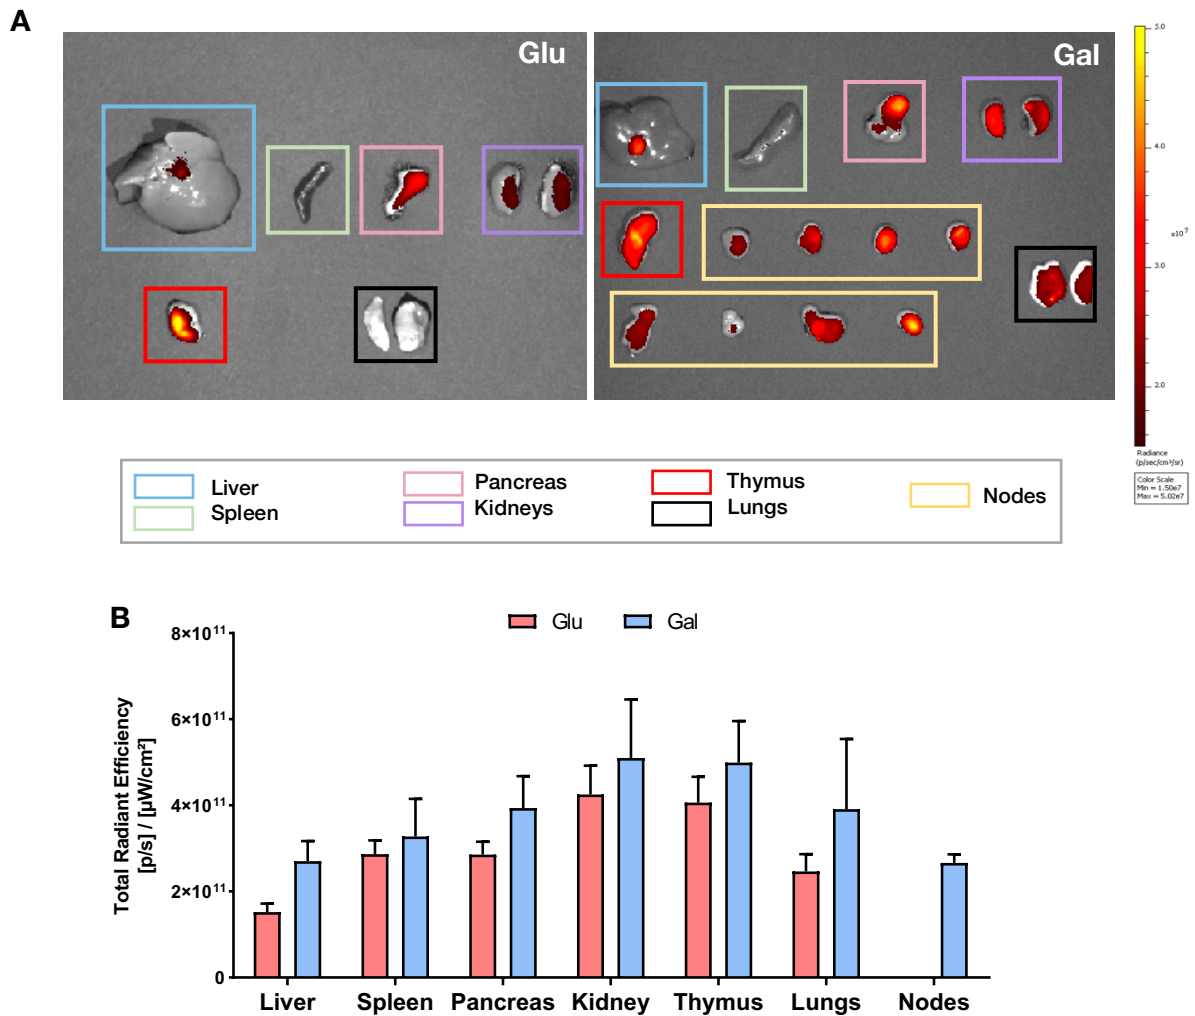 A
Glu
Gal
5.0
4.0
x10⁷
3.0
2.0
Radiance
(p/sec/cm²/sr)
Color Scale
Min = 1.50e7
Max = 5.02e7
Liver
Pancreas
Thymus
Nodes
Spleen
Kidneys
Lungs
B
Glu
Gal
8×10¹¹
6×10¹¹
4×10¹¹
2×10¹¹
0
Total Radiant Efficiency
[p/s] / [µW/cm²]
Liver
Spleen
Pancreas
Kidney
Thymus
Lungs
Nodes